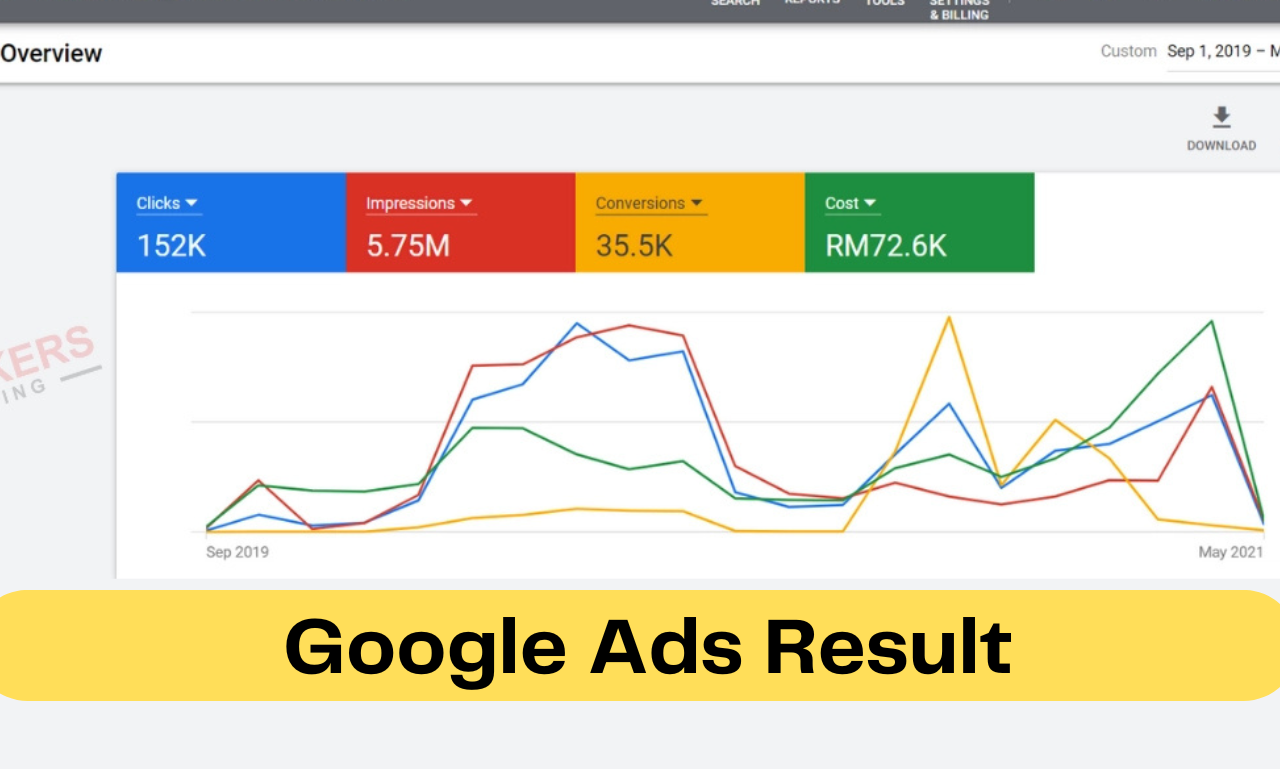 SEARCH REPORTS TOOLS SETTINGS
& BILLING
Overview
Custom Sep 1, 2019 – M
DOWNLOAD
Clicks Impressions Conversions Cost
152K 5.75M 35.5K RM72.6K
KERS
ING
Sep 2019 May 2021
Google Ads Result